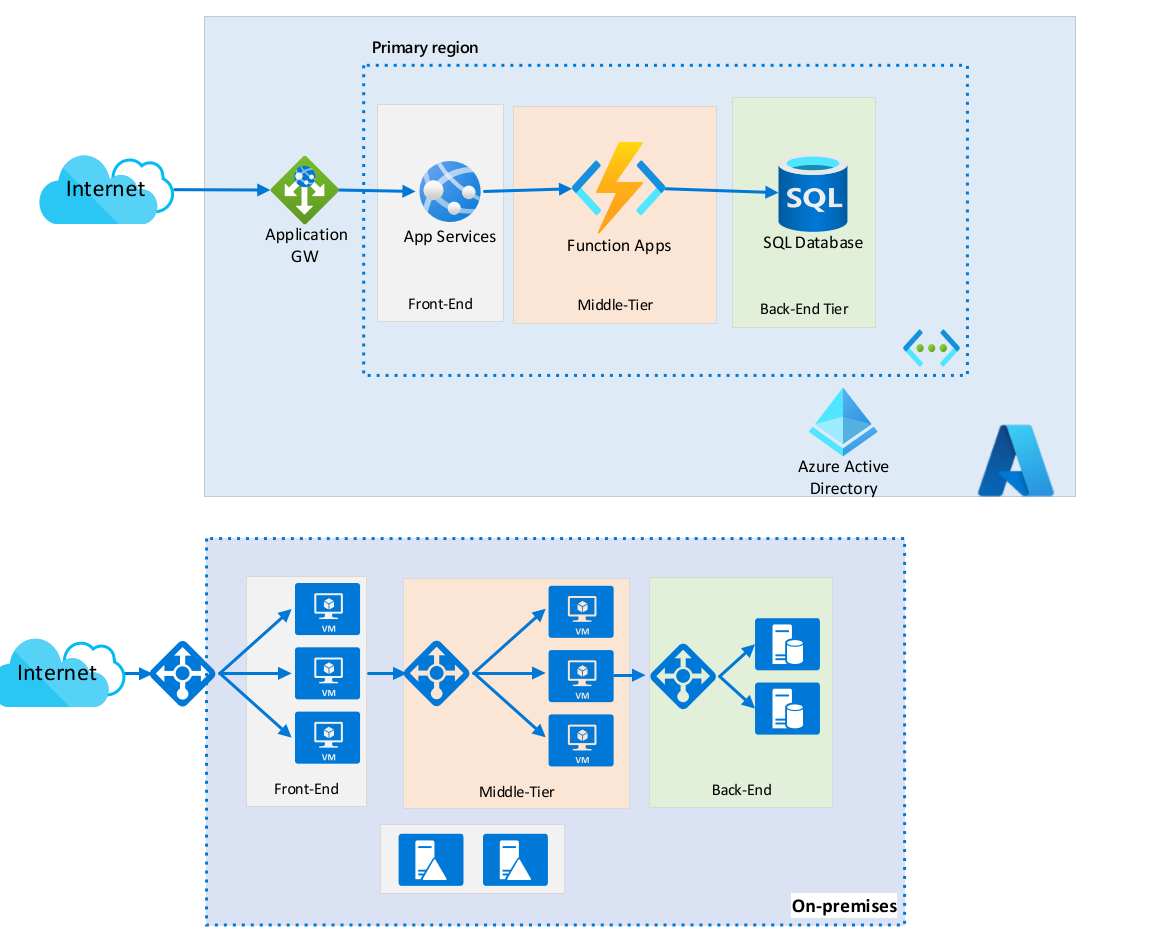 Primary region
Internet
Application
GW
App Services
Function Apps
SQL
SQL Database
Front-End
Middle-Tier
Back-End Tier
Azure Active
Directory
Internet
VM
VM
VM
VM
VM
VM
Front-End
Middle-Tier
Back-End
On-premises